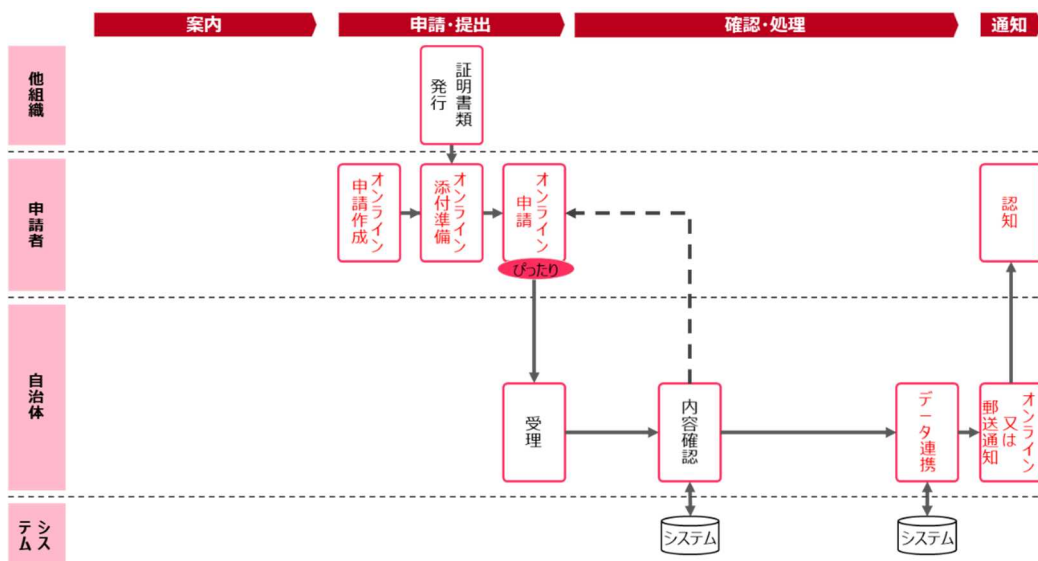 案内
申請・提出
確認・処理
通知
他組織
証明書類
発行
申請者
オンライン
申請作成
オンライン
添付準備
オンライン
申請
ぴったり
認知
自治体
受理
内容確認
データ連携
オンライン
又は
郵送通知
シス
テム
システム
システム